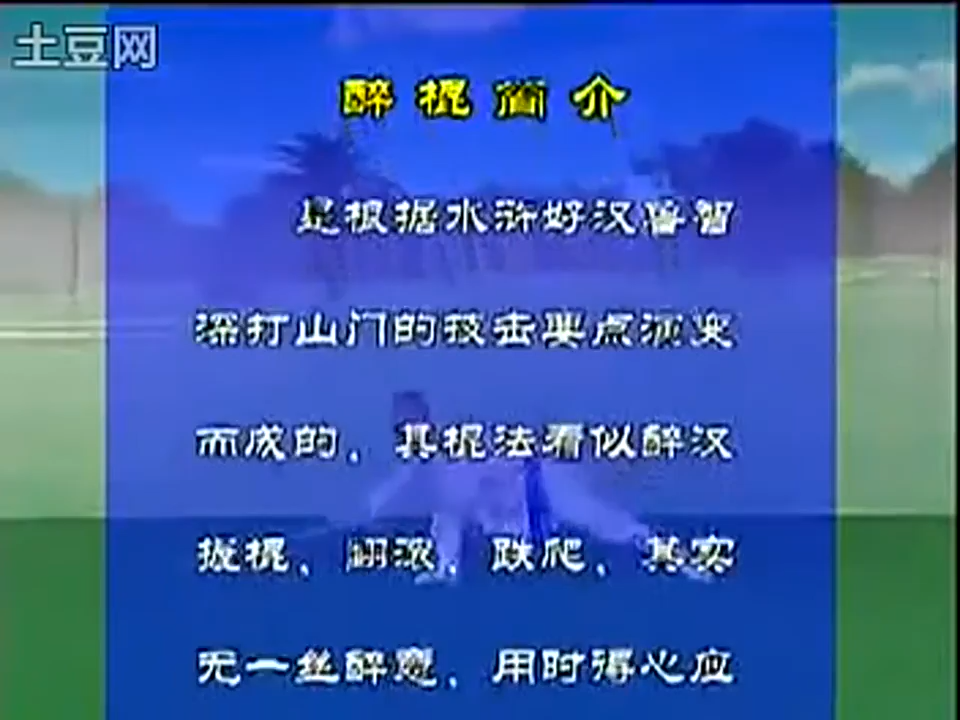 土豆网
醉棍简介
是根据水浒好汉鲁智
深打山门的技击要点演变
而成的，其棍法看似醉汉
拨棍、翻滚、跌爬、其实
无一丝醉意，用时得心应